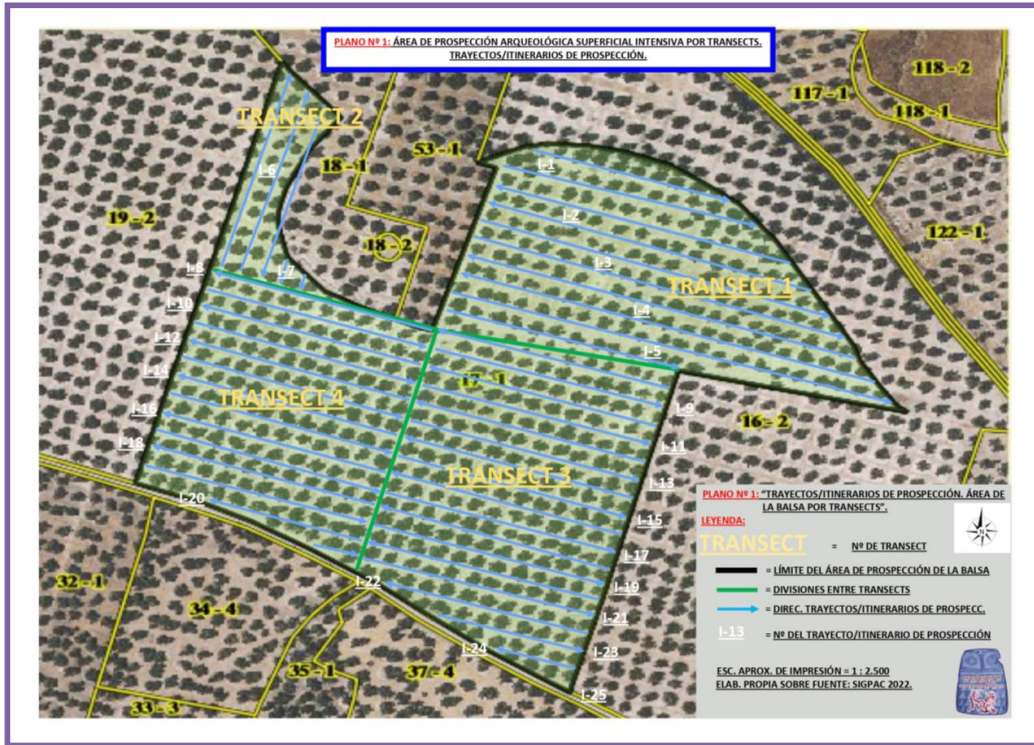 PLANO Nº 1: ÁREA DE PROSPECCIÓN ARQUEOLÓGICA SUPERFICIAL INTENSIVA POR TRANSECTS.
TRAYECTOS/ITINERARIOS DE PROSPECCIÓN.
118 - 2
117 - 1
118 - 1
TRANSECT 2
53 - 1
18 - 1
I-1
I-6
19 - 2
I-2
122 - 1
18 - 2
I-3
I-8
I-7
TRANSECT 1
I-10
I-4
I-12
I-5
I-14
17 - 1
TRANSECT 4
I-9
I-16
16 - 2
I-18
I-11
TRANSECT 3
I-13
I-20
I-15
I-17
I-22
I-19
32 - 1
34 - 4
I-21
I-24
I-23
35 - 1
37 - 4
I-25
33 - 3
PLANO Nº 1: "TRAYECTOS/ITINERARIOS DE PROSPECCIÓN. ÁREA DE
LA BALSA POR TRANSECTS".
LEYENDA:
N
TRANSECT = Nº DE TRANSECT
= LÍMITE DEL ÁREA DE PROSPECCIÓN DE LA BALSA
= DIVISIONES ENTRE TRANSECTS
= DIREC. TRAYECTOS/ITINERARIOS DE PROSPECC.
I-13 = Nº DEL TRAYECTO/ITINERARIO DE PROSPECCIÓN
ESC. APROX. DE IMPRESIÓN = 1 : 2.500
ELAB. PROPIA SOBRE FUENTE: SIGPAC 2022.